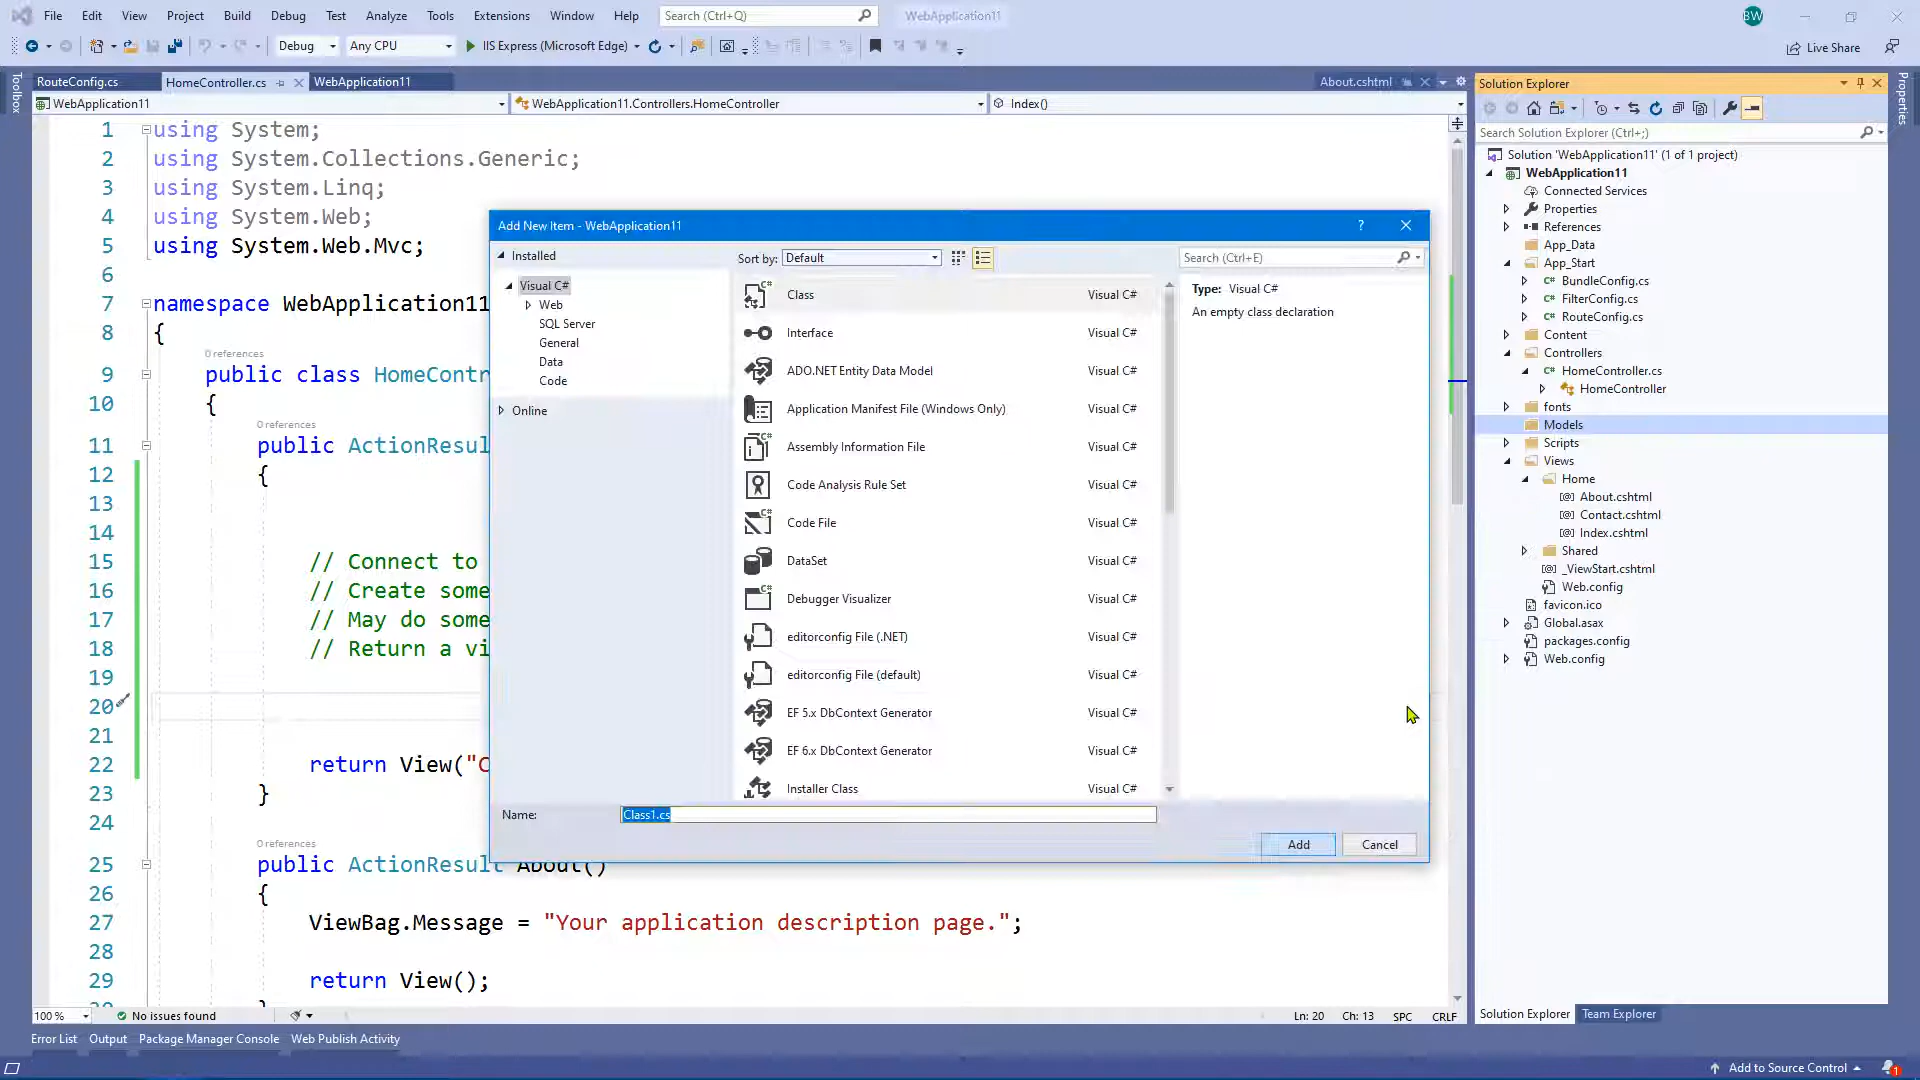 File Edit View Project Build Debug Test Analyze Tools Extensions Window Help Search (Ctrl+Q) WebApplication11 BW
Debug Any CPU IIS Express (Microsoft Edge) Live Share
RouteConfig.cs HomeController.cs WebApplication11 About.cshtml
WebApplication11 WebApplication11.Controllers.HomeController Index()
Toolbox
1 using System;
2 using System.Collections.Generic;
3 using System.Linq;
4 using System.Web;
5 using System.Web.Mvc;
6
7 namespace WebApplication11
8 {
0 references
9 public class HomeContr
10 {
0 references
11 public ActionResul
12 {
13
14
15 // Connect to
16 // Create some
17 // May do some
18 // Return a vi
19
20
21
22 return View("C
23 }
24
0 references
25 public ActionResult About()
26 {
27 ViewBag.Message = "Your application description page.";
28
29 return View();
Add New Item - WebApplication11 ?
Installed
Visual C#
Web
SQL Server
General
Data
Code
Online
Sort by: Default
Class Visual C#
Interface Visual C#
ADO.NET Entity Data Model Visual C#
Application Manifest File (Windows Only) Visual C#
Assembly Information File Visual C#
Code Analysis Rule Set Visual C#
Code File Visual C#
DataSet Visual C#
Debugger Visualizer Visual C#
editorconfig File (.NET) Visual C#
editorconfig File (default) Visual C#
EF 5.x DbContext Generator Visual C#
EF 6.x DbContext Generator Visual C#
Installer Class Visual C#
Search (Ctrl+E)
Type: Visual C#
An empty class declaration
Name: Class1.cs
Add Cancel
Solution Explorer
Search Solution Explorer (Ctrl+;)
Solution 'WebApplication11' (1 of 1 project)
WebApplication11
Connected Services
Properties
References
App_Data
App_Start
BundleConfig.cs
FilterConfig.cs
RouteConfig.cs
Content
Controllers
HomeController.cs
HomeController
fonts
Models
Scripts
Views
Home
About.cshtml
Contact.cshtml
Index.cshtml
Shared
_ViewStart.cshtml
Web.config
favicon.ico
Global.asax
packages.config
Web.config
Properties
100 % No issues found Ln: 20 Ch: 13 SPC CRLF
Solution Explorer Team Explorer
Error List Output Package Manager Console Web Publish Activity
Add to Source Control 1